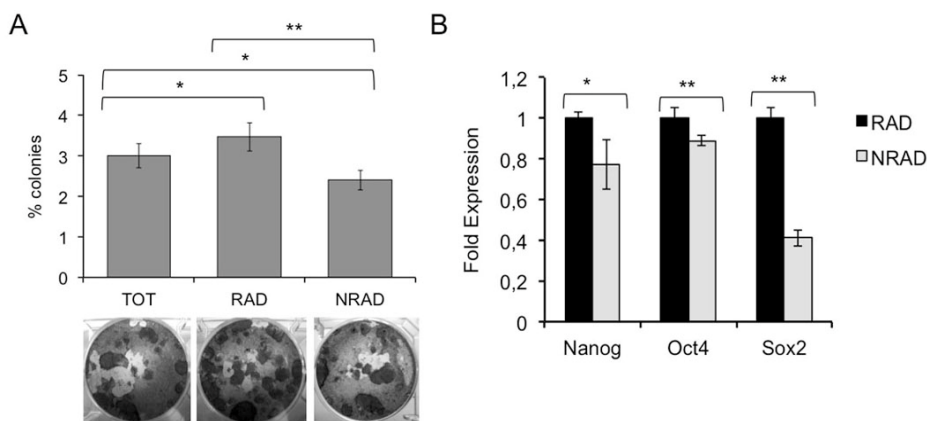 A
**
*
*
5
4
3
2
1
0
% colonies
TOT RAD NRAD
B
1,2
1
0,8
0,6
0,4
0,2
0
Fold Expression
* ** **
Nanog Oct4 Sox2
RAD
NRAD